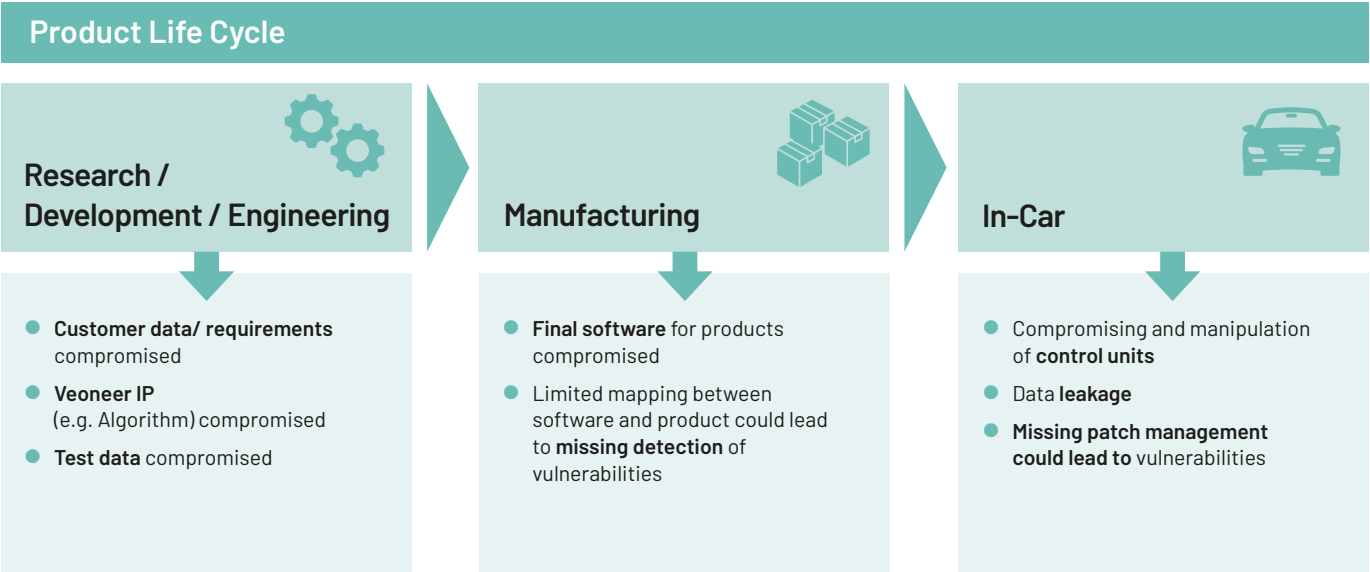 Product Life Cycle
Research /
Development / Engineering
Customer data/ requirements
compromised
Veoneer IP
(e.g. Algorithm) compromised
Test data compromised
Manufacturing
Final software for products
compromised
Limited mapping between
software and product could lead
to missing detection of
vulnerabilities
In-Car
Compromising and manipulation
of control units
Data leakage
Missing patch management
could lead to vulnerabilities